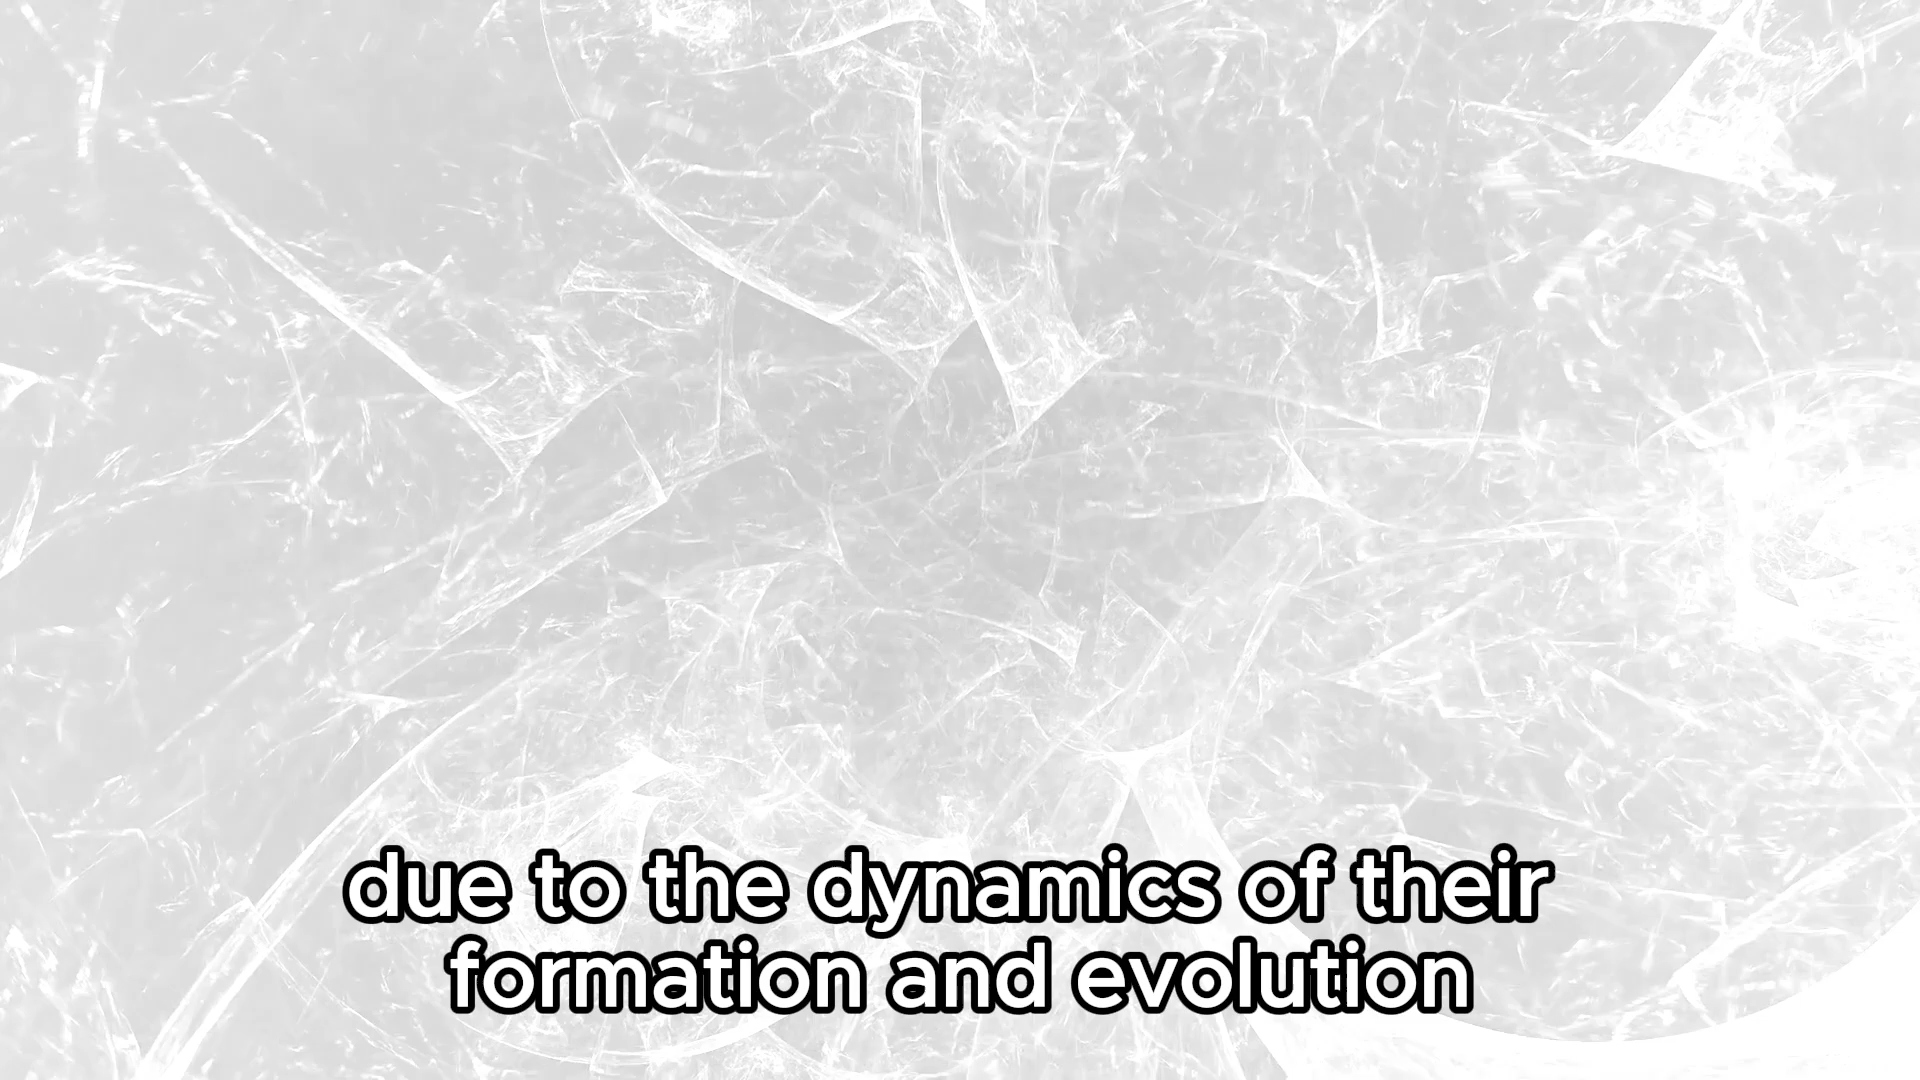 due to the dynamics of their
formation and evolution